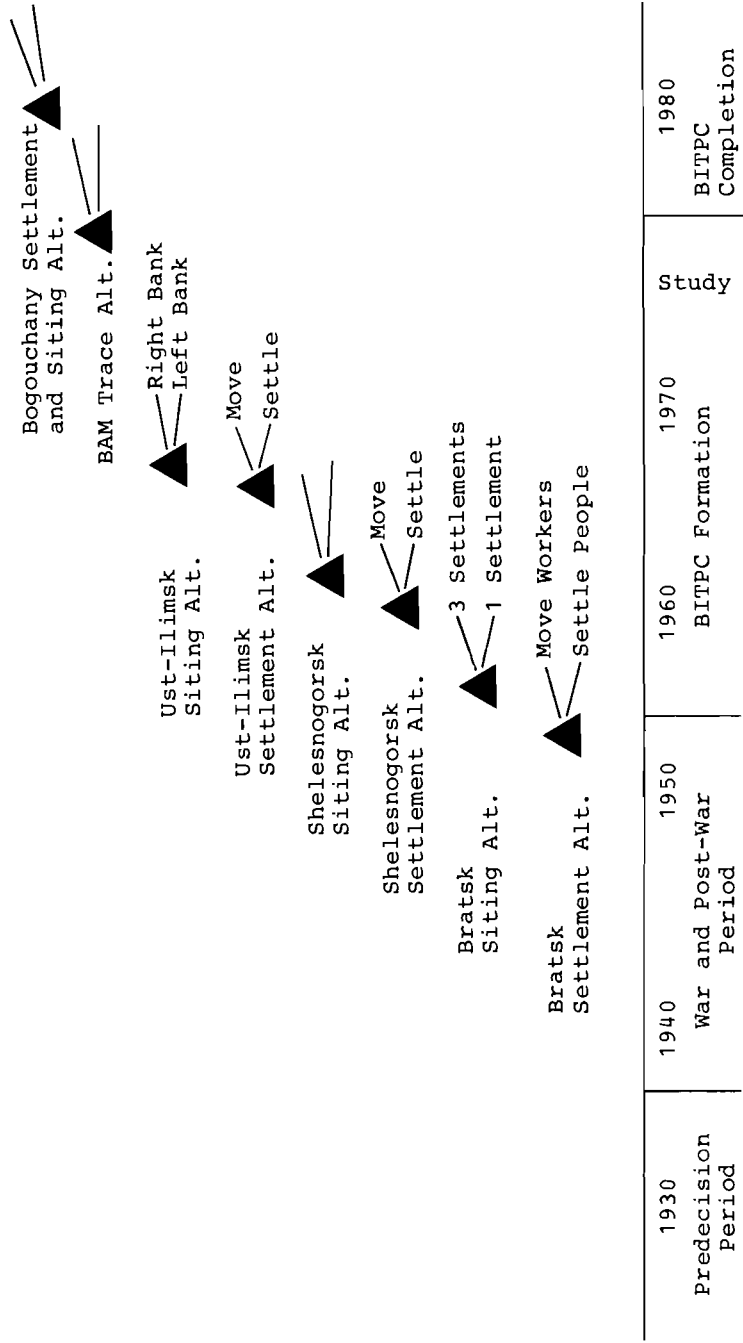 Bogouchany Settlement
and Siting Alt.
BAM Trace Alt.
Right Bank
Left Bank
Ust-Ilimsk
Siting Alt.
Move
Settle
Ust-Ilimsk
Settlement Alt.
Shelesnogorsk
Siting Alt.
Move
Settle
Shelesnogorsk
Settlement Alt.
3 Settlements
1 Settlement
Bratsk
Siting Alt.
Move Workers
Settle People
Bratsk
Settlement Alt.
1930
1940
1950
1960
1970
1980
Predecision
Period
War and Post-War
Period
BITPC Formation
Study
BITPC
Completion